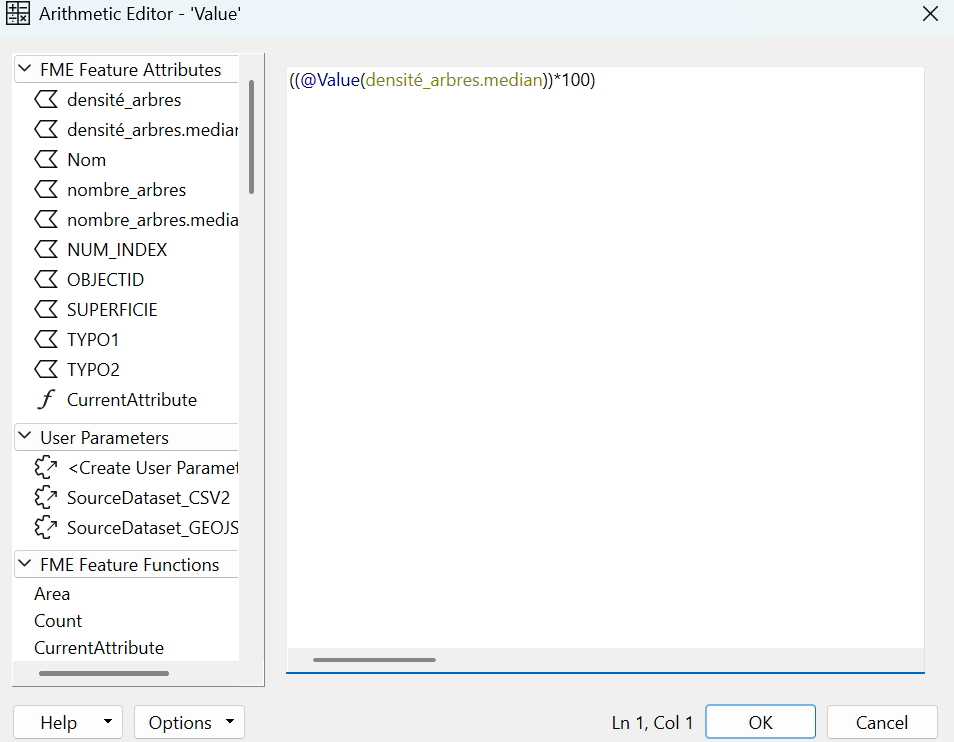 Arithmetic Editor - 'Value'
FME Feature Attributes
densité_arbres
densité_arbres.median
Nom
nombre_arbres
nombre_arbres.media
NUM_INDEX
OBJECTID
SUPERFICIE
TYPO1
TYPO2
CurrentAttribute
User Parameters
<Create User Paramet
SourceDataset_CSV2
SourceDataset_GEOJS
FME Feature Functions
Area
Count
CurrentAttribute
((@Value(densité_arbres.median))*100)
Help
Options
Ln 1, Col 1
OK
Cancel